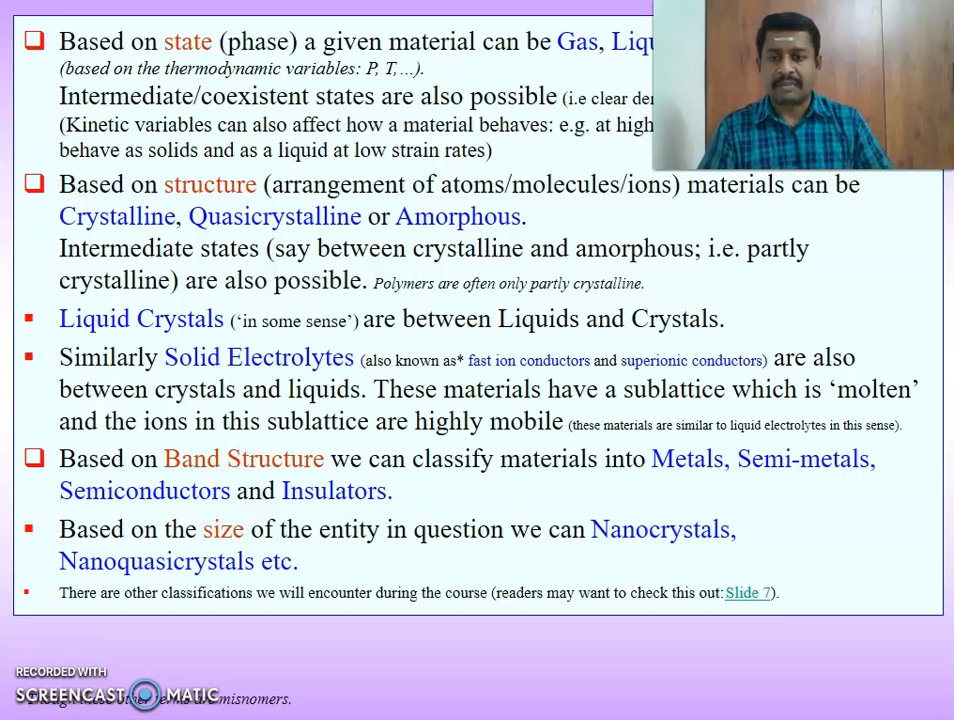 Based on state (phase) a given material can be Gas,
(based on the thermodynamic variables: P, T,…).
Intermediate/coexistent states are also possible (i.e clear
(Kinetic variables can also affect how a material behaves: e.g. at high
behave as solids and as a liquid at low strain rates)
Based on structure (arrangement of atoms/molecules/ions) materials can be
Crystalline, Quasicrystalline or Amorphous.
Intermediate states (say between crystalline and amorphous; i.e. partly
crystalline) are also possible. Polymers are often only partly crystalline.
Liquid Crystals (‘in some sense’) are between Liquids and Crystals.
Similarly Solid Electrolytes (also known as* fast ion conductors and superionic conductors) are also
between crystals and liquids. These materials have a sublattice which is ‘molten’
and the ions in this sublattice are highly mobile (these materials are similar to liquid electrolytes in this sense).
Based on Band Structure we can classify materials into Metals, Semi-metals,
Semiconductors and Insulators.
Based on the size of the entity in question we can Nanocrystals,
Nanoquasicrystals etc.
There are other classifications we will encounter during the course (readers may want to check this out: Slide 7).
RECORDED WITH
SCREENCAST MATIC
terms are misnomers.